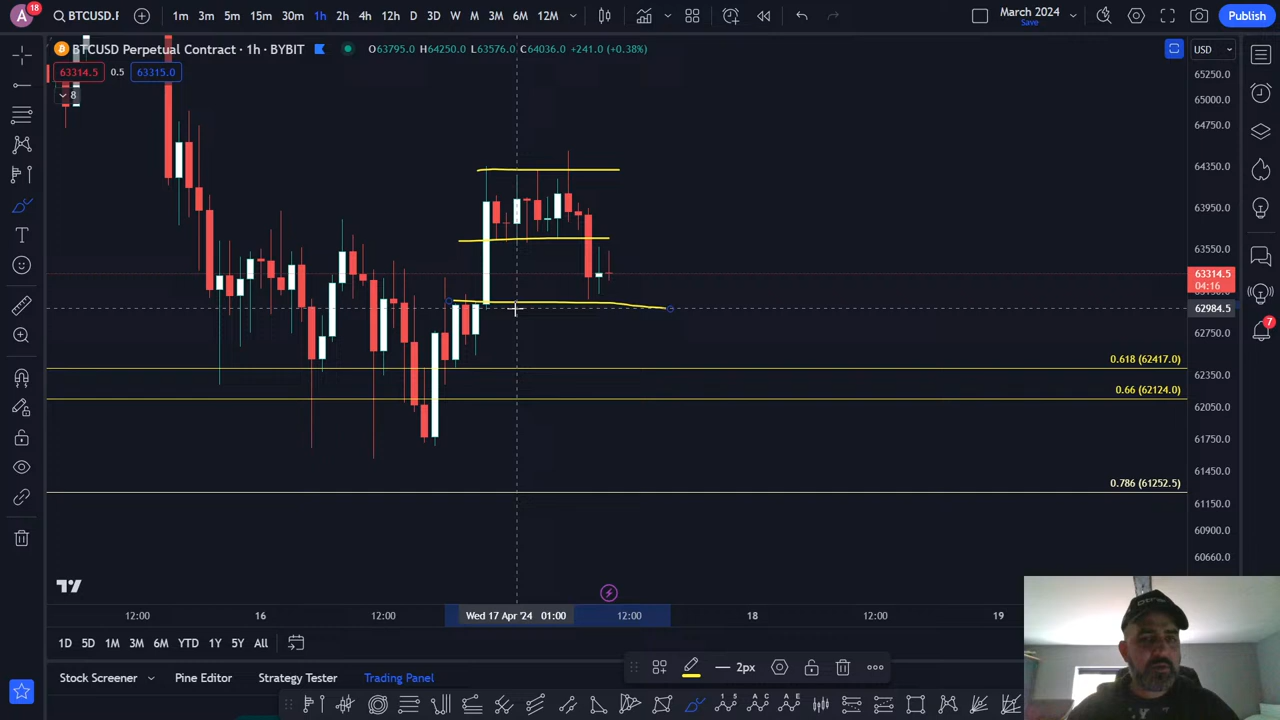 A 18
BTCUSD.F
1m 3m 5m 15m 30m 1h 2h 4h 12h D 3D W M 3M 6M 12M
March 2024
Save
Publish
BTCUSD Perpetual Contract · 1h · BYBIT
O63795.0 H64250.0 L63576.0 C64036.0 +241.0 (+0.38%)
USD
63314.5 0.5 63315.0
8
65250.0
65000.0
64750.0
64350.0
63950.0
63550.0
63314.5
04:16
62984.5
62750.0
62350.0
62050.0
61750.0
61450.0
61150.0
60900.0
60660.0
0.618 (62417.0)
0.66 (62124.0)
0.786 (61252.5)
7
12:00 16 12:00 Wed 17 Apr '24 01:00 12:00 18 12:00 19
1D 5D 1M 3M 6M YTD 1Y 5Y All
2px
Stock Screener Pine Editor Strategy Tester Trading Panel